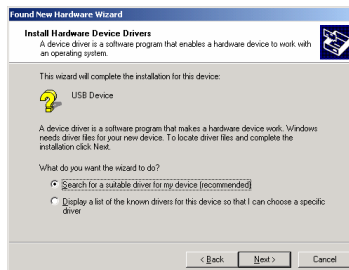 Found New Hardware Wizard
Install Hardware Device Drivers
A device driver is a software program that enables a hardware device to work with
an operating system.
This wizard will complete the installation for this device:
USB Device
A device driver is a software program that makes a hardware device work. Windows
needs driver files for your new device. To locate driver files and complete the
installation click Next.
What do you want the wizard to do?
Search for a suitable driver for my device (recommended)
Display a list of the known drivers for this device so that I can choose a specific
driver
< Back
Next >
Cancel